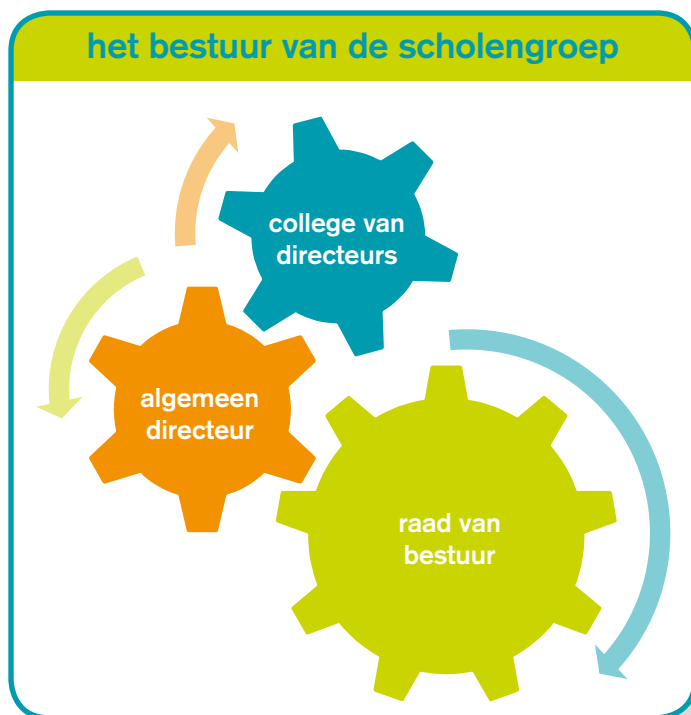 het bestuur van de scholengroep
college van
directeurs
algemeen
directeur
raad van
bestuur